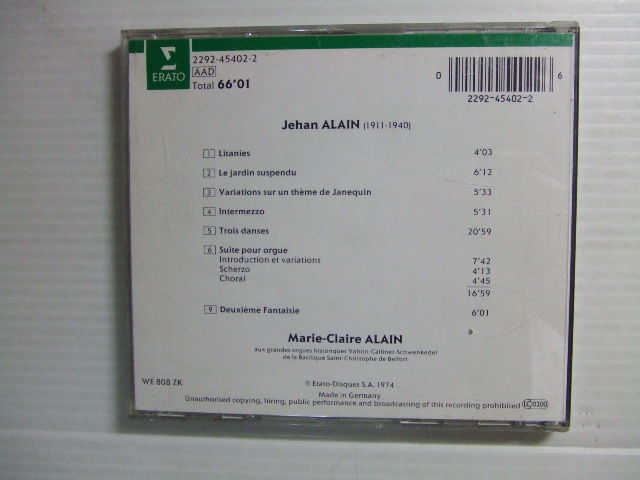 Σ
ERATO
2292-45402-2
AAD
Total 66'01
0 6
2292-45402-2
Jehan ALAIN (1911-1940)
1 Litanies 4'03
2 Le jardin suspendu 6'12
3 Variations sur un thème de Janequin 5'33
4 Intermezzo 5'31
5 Trois danses 20'59
6 Suite pour orgue
Introduction et variations 7'42
Scherzo 4'13
Choral 4'45
16'59
9 Deuxième Fantaisie 6'01
Marie-Claire ALAIN
aux grandes orgues historiques Valtrin-Callinet-Schwenkedel
de la Basilique Saint-Christophe de Belfort
WE 808 ZK
℗ Erato-Disques S.A. 1974
Made in Germany
Unauthorised copying, hiring, public performance and broadcasting of this recording prohibited LC 0200